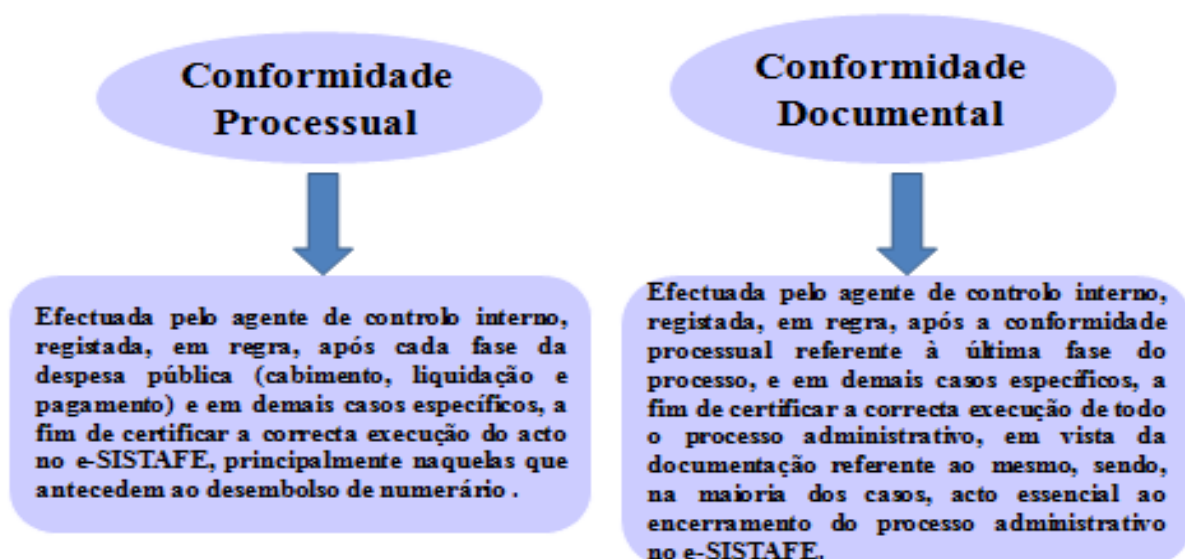 Conformidade
Processual
Efectuada pelo agente de controlo interno,
registada, em regra, após cada fase da
despesa pública (cabimento, liquidação e
pagamento) e em demais casos específicos, a
fim de certificar a correcta execução do acto
no e-SISTAFE, principalmente naquelas que
antecedem ao desembolso de numerário .
Conformidade
Documental
Efectuada pelo agente de controlo interno,
registada, em regra, após a conformidade
processual referente à última fase do
processo, e em demais casos específicos, a
fim de certificar a correcta execução de todo
o processo administrativo, em vista da
documentação referente ao mesmo, sendo,
na maioria dos casos, acto essencial ao
encerramento do processo administrativo
no e-SISTAFE.